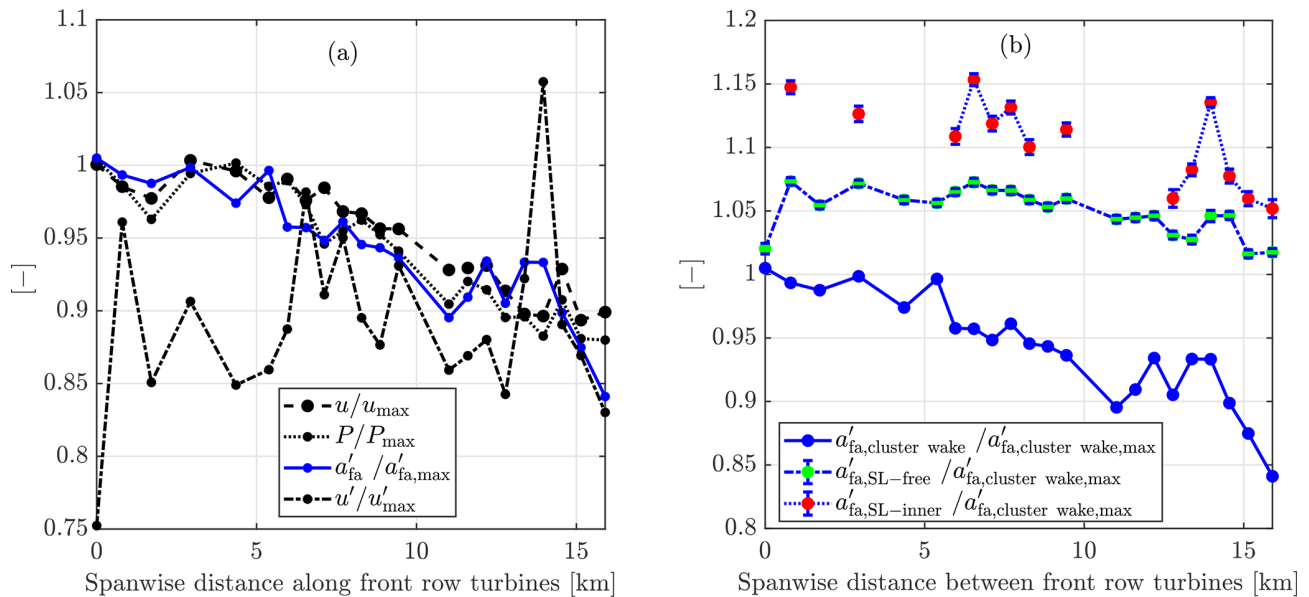 (a)
1.1
1.05
1
0.95
0.9
0.85
0.8
0.75
[−]
0 5 10 15
Spanwise distance along front row turbines [km]
u/u_max
P/P_max
a′_fa /a′_fa,max
u′/u′_max
(b)
1.2
1.15
1.1
1.05
1
0.95
0.9
0.85
0.8
[−]
0 5 10 15
Spanwise distance between front row turbines [km]
a′_fa,cluster wake /a′_fa,cluster wake,max
a′_fa,SL−free /a′_fa,cluster wake,max
a′_fa,SL−inner /a′_fa,cluster wake,max